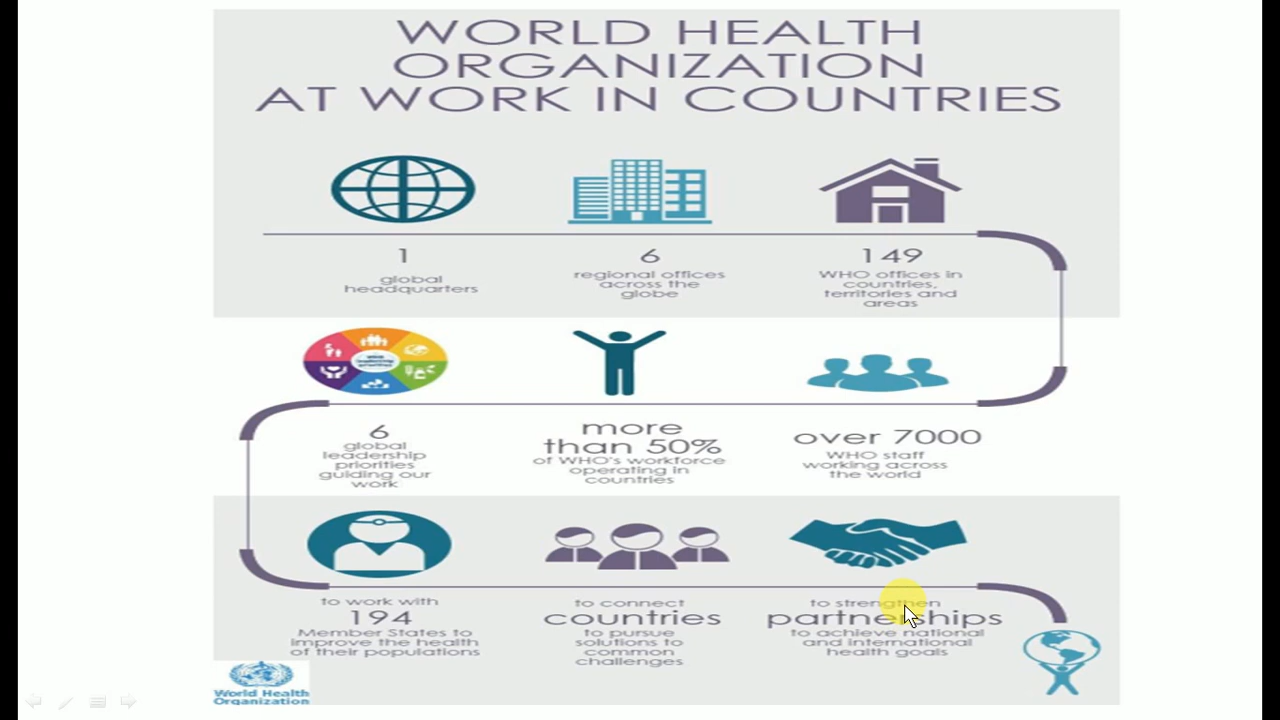 WORLD HEALTH
ORGANIZATION
AT WORK IN COUNTRIES
1
global
headquarters
6
regional offices
across the
globe
149
WHO offices in
countries,
territories and
areas
6
global
leadership
priorities
guiding our
work
more
than 50%
of WHO's workforce
operating in
countries
over 7000
WHO staff
working across
the world
to work with
194
Member States to
improve the health
of their populations
to connect
countries
to pursue
solutions to
common
challenges
to strengthen
partnerships
to achieve national
and international
health goals
World Health
Organization